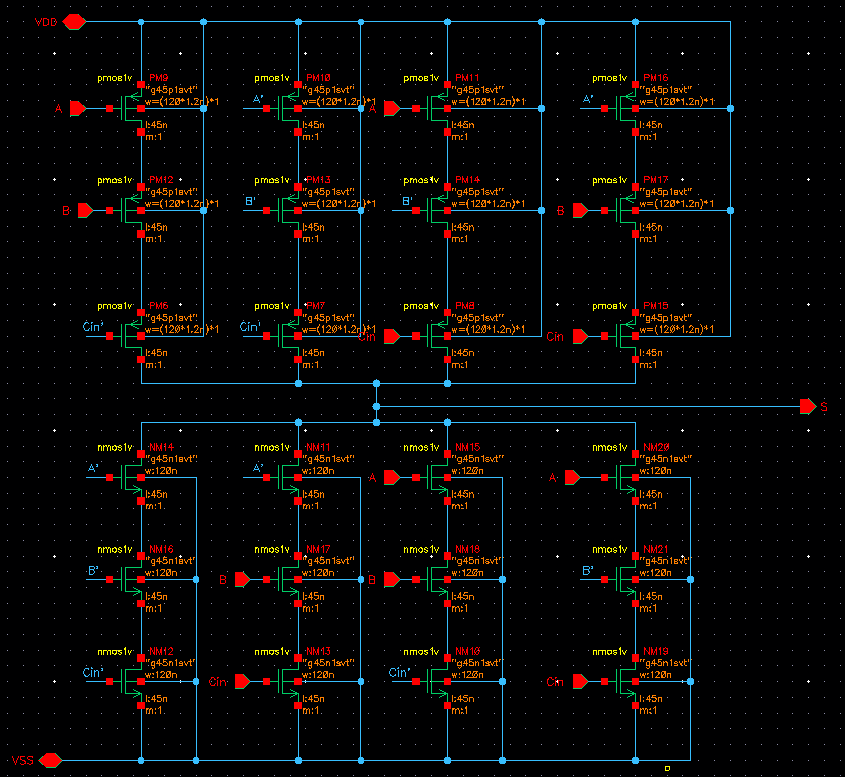 VDD
pmos1v PM9 pmos1v PM10 pmos1v PM11 pmos1v PM16
"g45p1svt" "g45p1svt" "g45p1svt" "g45p1svt"
A w=(120*1.2n)*1 A' w=(120*1.2n)*1 A w=(120*1.2n)*1 A' w=(120*1.2n)*1
l:45n l:45n l:45n l:45n
m:1 m:1 m:1 m:1
pmos1v PM12 pmos1v PM13 pmos1v PM14 pmos1v PM17
"g45p1svt" "g45p1svt" "g45p1svt" "g45p1svt"
B w=(120*1.2n)*1 B' w=(120*1.2n)*1 B' w=(120*1.2n)*1 B w=(120*1.2n)*1
l:45n l:45n l:45n l:45n
m:1 m:1 m:1 m:1
pmos1v PM6 pmos1v PM7 pmos1v PM8 pmos1v PM15
"g45p1svt" "g45p1svt" "g45p1svt" "g45p1svt"
Cin' w=(120*1.2n)*1 Cin' w=(120*1.2n)*1 Cin w=(120*1.2n)*1 Cin w=(120*1.2n)*1
l:45n l:45n l:45n l:45n
m:1 m:1 m:1 m:1
S
nmos1v NM14 nmos1v NM11 nmos1v NM15 nmos1v NM20
"g45n1svt" "g45n1svt" "g45n1svt" "g45n1svt"
A' w:120n A' w:120n A w:120n A w:120n
l:45n l:45n l:45n l:45n
m:1 m:1 m:1 m:1
nmos1v NM16 nmos1v NM17 nmos1v NM18 nmos1v NM21
"g45n1svt" "g45n1svt" "g45n1svt" "g45n1svt"
B' w:120n B w:120n B w:120n B' w:120n
l:45n l:45n l:45n l:45n
m:1 m:1 m:1 m:1
nmos1v NM12 nmos1v NM13 nmos1v nmos1v NM19
"g45n1svt" "g45n1svt" "g45n1svt" "g45n1svt"
Cin' w:120n Cin w:120n Cin' w:120n Cin w:120n
l:45n l:45n l:45n l:45n
m:1 m:1 m:1 m:1
VSS